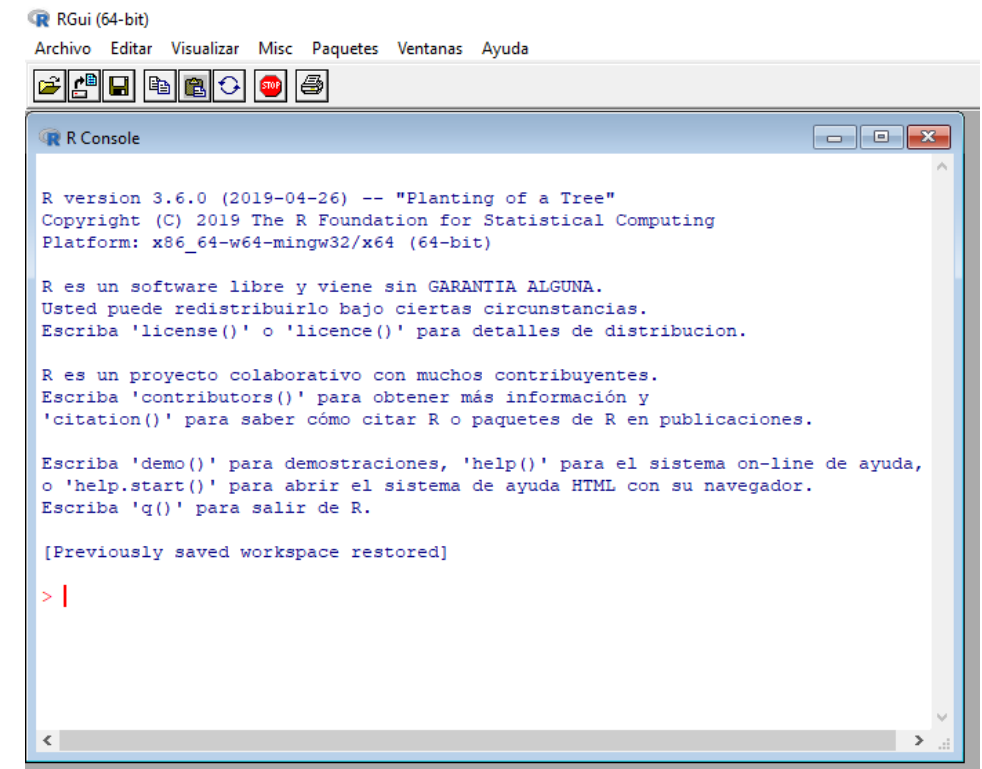 RGui (64-bit)
Archivo Editar Visualizar Misc Paquetes Ventanas Ayuda
STOP
R Console
R version 3.6.0 (2019-04-26) -- "Planting of a Tree"
Copyright (C) 2019 The R Foundation for Statistical Computing
Platform: x86_64-w64-mingw32/x64 (64-bit)
R es un software libre y viene sin GARANTIA ALGUNA.
Usted puede redistribuirlo bajo ciertas circunstancias.
Escriba 'license()' o 'licence()' para detalles de distribucion.
R es un proyecto colaborativo con muchos contribuyentes.
Escriba 'contributors()' para obtener más información y
'citation()' para saber cómo citar R o paquetes de R en publicaciones.
Escriba 'demo()' para demostraciones, 'help()' para el sistema on-line de ayuda,
o 'help.start()' para abrir el sistema de ayuda HTML con su navegador.
Escriba 'q()' para salir de R.
[Previously saved workspace restored]
>